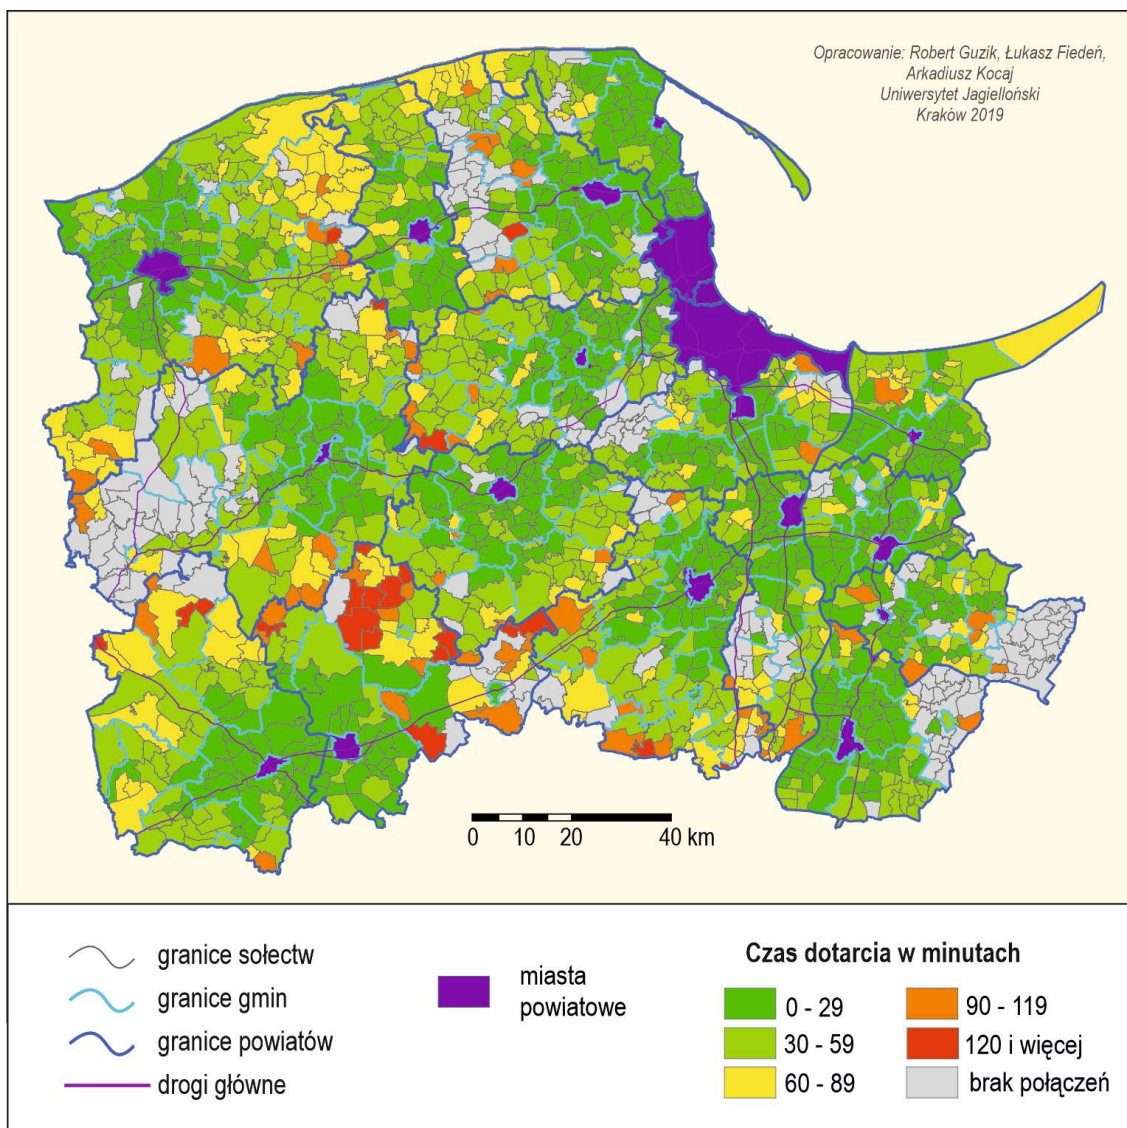 Opracowanie: Robert Guzik, Łukasz Fiedeń,
Arkadiusz Kocaj
Uniwersytet Jagielloński
Kraków 2019
0 10 20 40 km
granice sołectw
granice gmin
granice powiatów
drogi główne
miasta
powiatowe
Czas dotarcia w minutach
0 - 29
30 - 59
60 - 89
90 - 119
120 i więcej
brak połączeń